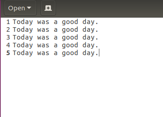 Open
1 Today was a good day.
2 Today was a good day.
3 Today was a good day.
4 Today was a good day.
5 Today was a good day.